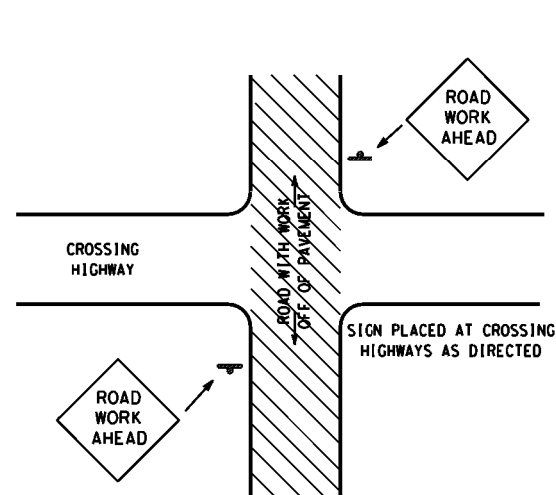 ROAD
WORK
AHEAD
CROSSING
HIGHWAY
ROAD WITH WORK
OFF OF PAVEMENT
SIGN PLACED AT CROSSING
HIGHWAYS AS DIRECTED
ROAD
WORK
AHEAD